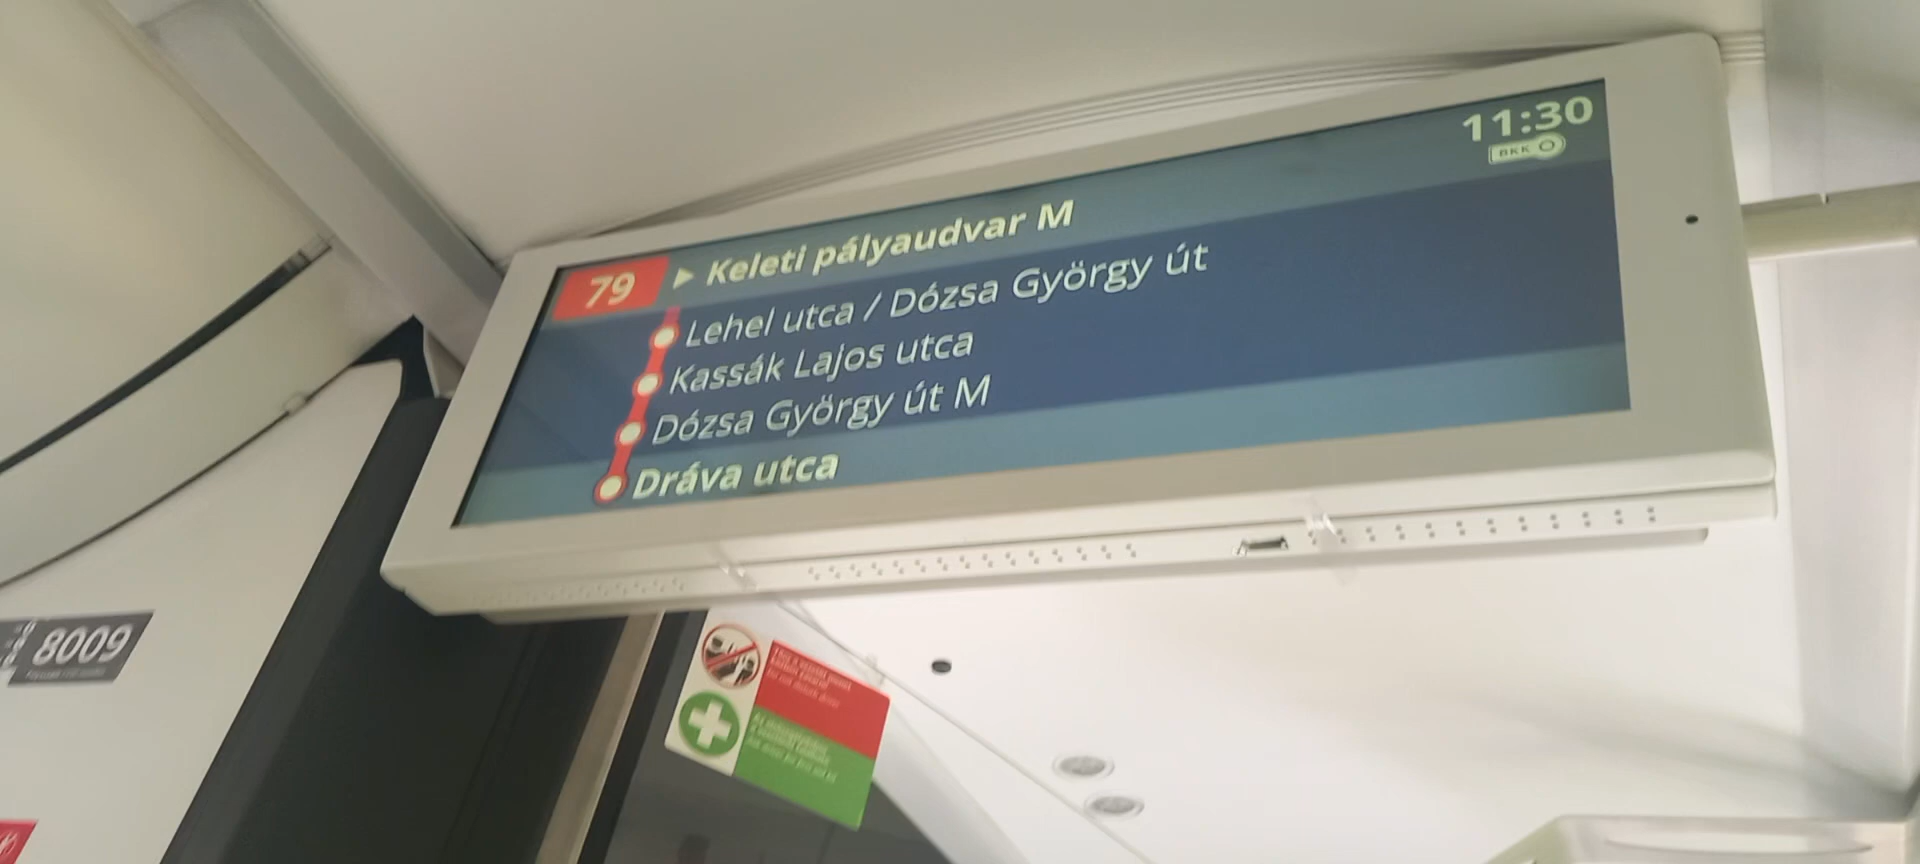 11:30
BKK
79 ▶ Keleti pályaudvar M
Lehel utca / Dózsa György út
Kassák Lajos utca
Dózsa György út M
Dráva utca
8009